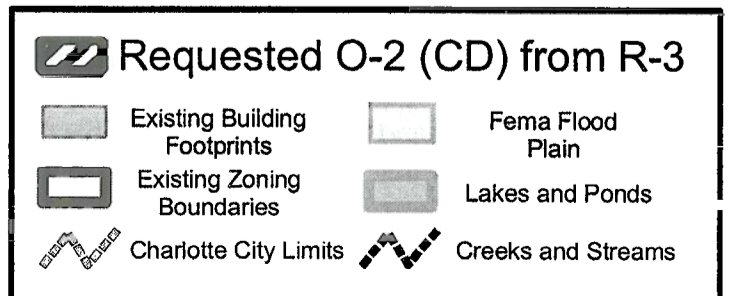 Requested O-2 (CD) from R-3
Existing Building
Footprints
Fema Flood
Plain
Existing Zoning
Boundaries
Lakes and Ponds
Charlotte City Limits
Creeks and Streams